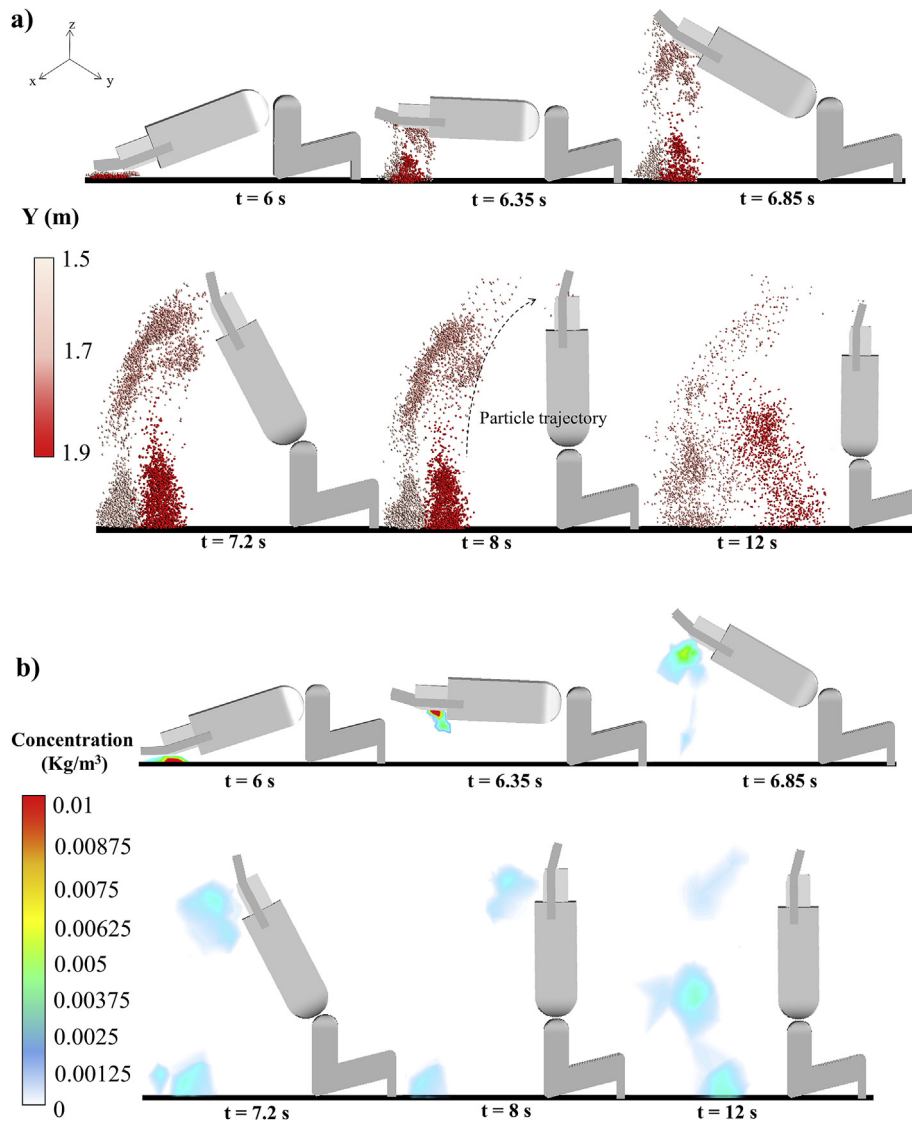 a)
z
x
y
t = 6 s
t = 6.35 s
t = 6.85 s
Y (m)
1.5
1.7
1.9
Particle trajectory
t = 7.2 s
t = 8 s
t = 12 s
b)
Concentration
(Kg/m³)
t = 6 s
t = 6.35 s
t = 6.85 s
0.01
0.00875
0.0075
0.00625
0.005
0.00375
0.0025
0.00125
0
t = 7.2 s
t = 8 s
t = 12 s